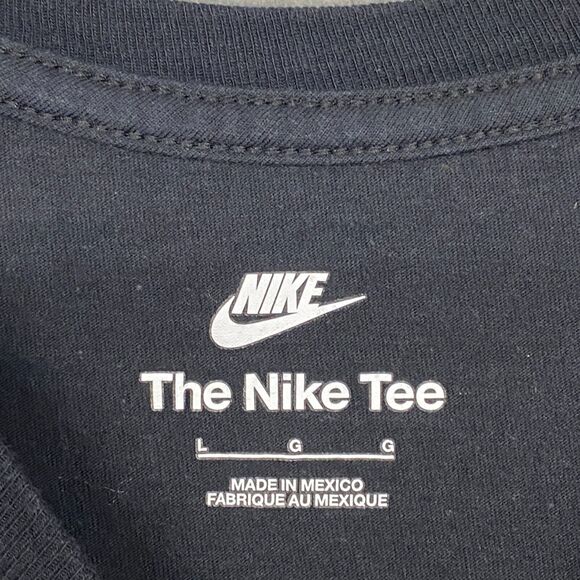 NIKE
The Nike Tee
L G G
MADE IN MEXICO
FABRIQUE AU MEXIQUE